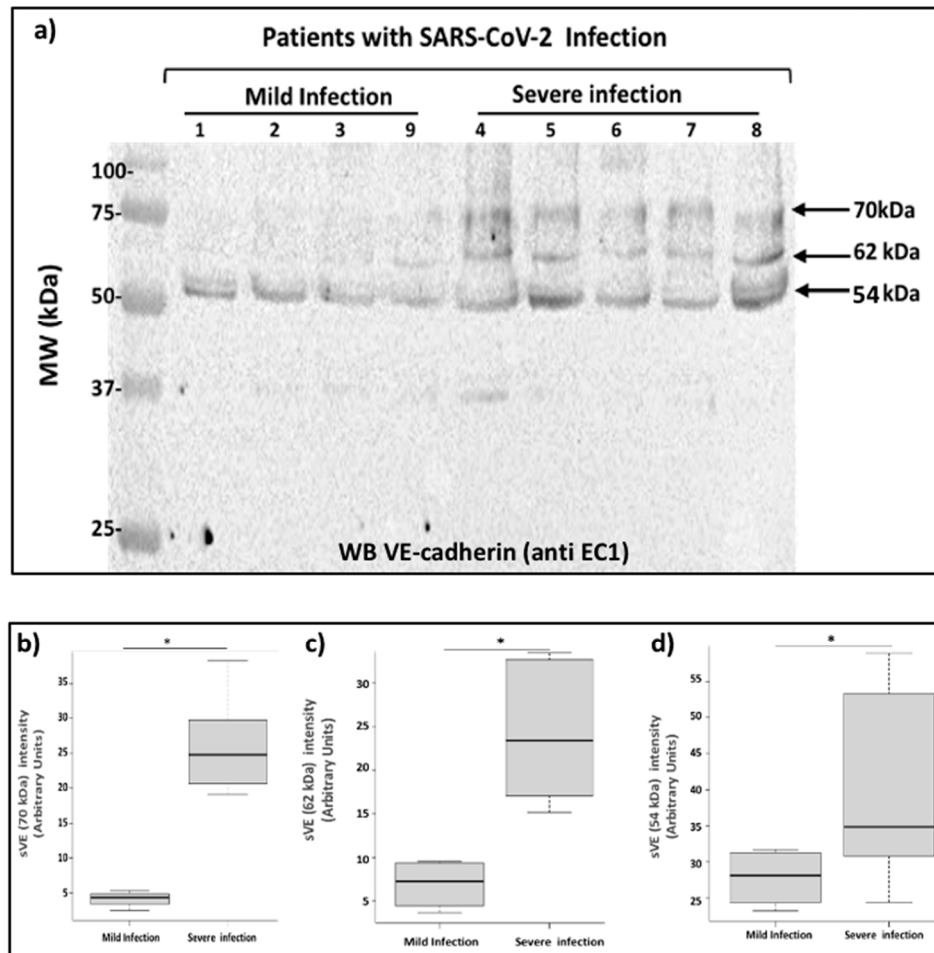 a)
Patients with SARS-CoV-2 Infection
Mild Infection Severe infection
1 2 3 9 4 5 6 7 8
MW (kDa)
100-
75-
50-
37-
25-
70kDa
62 kDa
54 kDa
WB VE-cadherin (anti EC1)
b)
*
sVE (70 kDa) intensity
(Arbitrary Units)
35
30
25
20
15
10
5
Mild Infection Severe infection
c)
*
sVE (62 kDa) intensity
(Arbitrary Units)
30
25
20
15
10
5
Mild Infection Severe infection
d)
*
sVE (54 kDa) intensity
(Arbitrary Units)
55
50
45
40
35
30
25
Mild Infection Severe infection